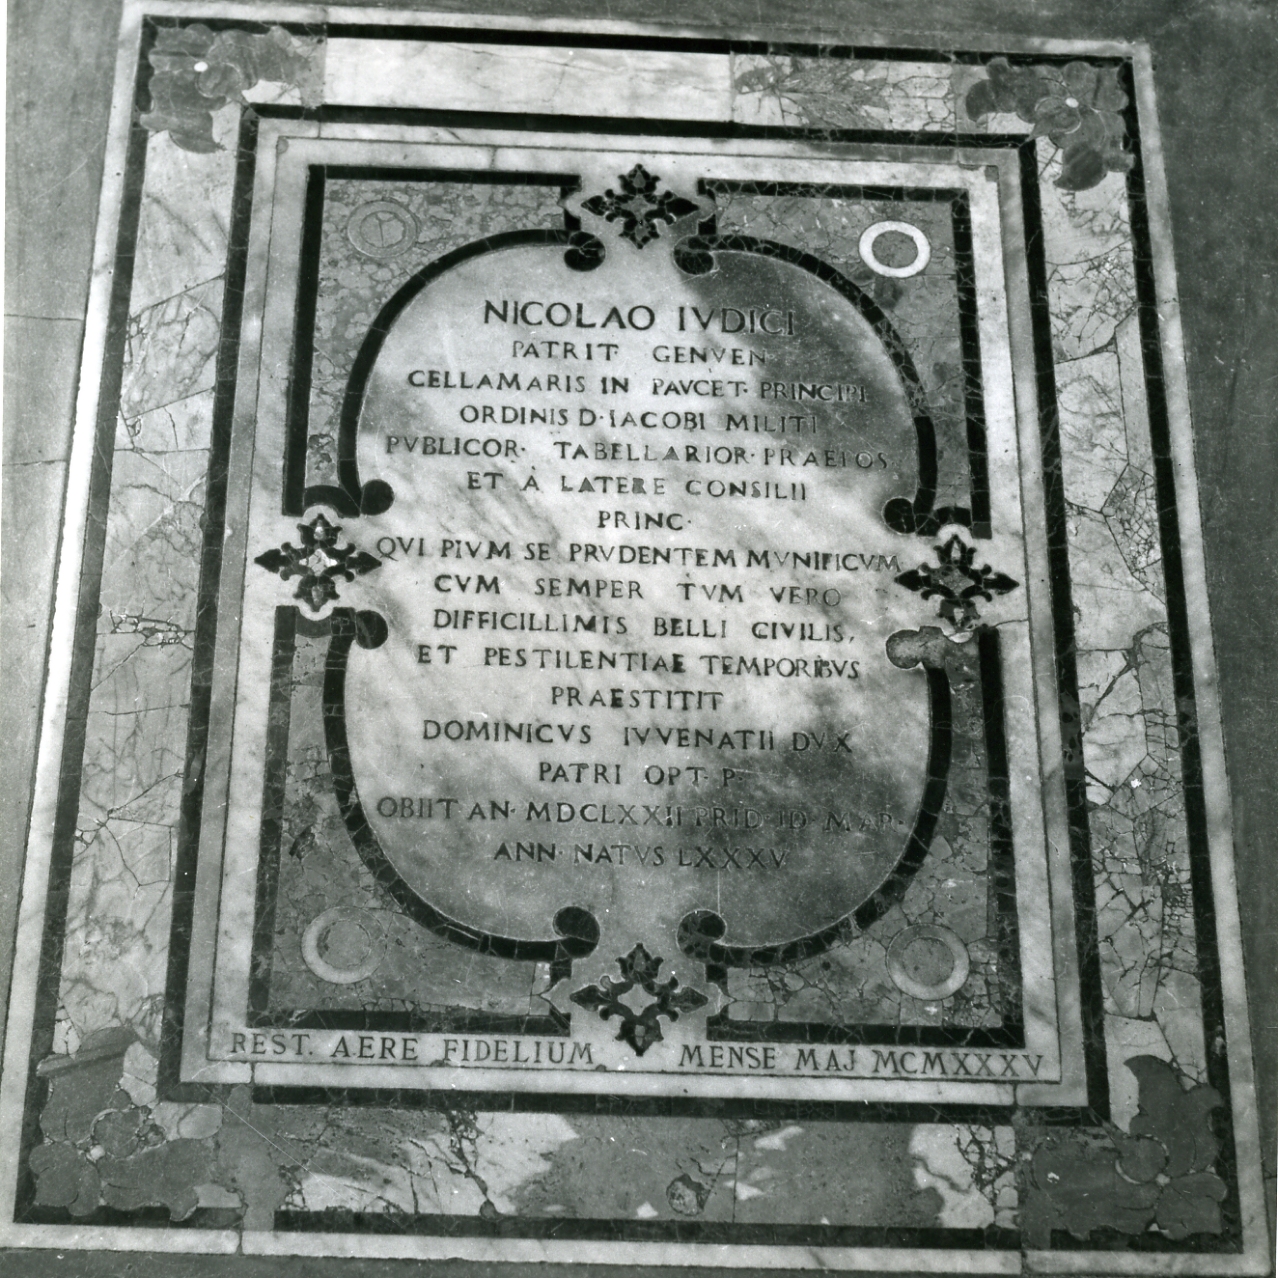 NICOLAO IVDICI
PATRIT· GENVEN·
CELLAMARIS IN PAVCET· PRINCIPI
ORDINIS D·IACOBI MILITI
PVBLICOR· TABELLARIOR·PRAEPOS·
ET À LATERE CONSILII
PRINC·
QVI PIVM SE PRVDENTEM MVNIFICVM
CVM SEMPER TVM VERO
DIFFICILLIMIS BELLI CIVILIS,
ET PESTILENTIAE TEMPORIBVS
PRAESTITIT
DOMINICVS IVVENATII DVX
PATRI OPT· P·
OBIIT AN· MDCLXXII PRID·ID MAR·
ANN· NATVS LXXXV
REST. AERE FIDELIUM MENSE MAJ MCMXXXV